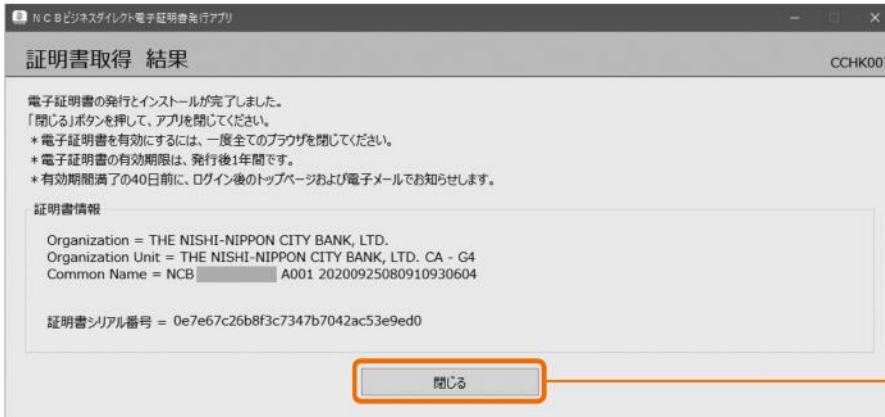 NCBビジネスダイレクト電子証明書発行アプリ
証明書取得 結果
CCHK007
電子証明書の発行とインストールが完了しました。
「閉じる」ボタンを押して、アプリを閉じてください。
＊電子証明書を有効にするには、一度全てのブラウザを閉じてください。
＊電子証明書の有効期限は、発行後1年間です。
＊有効期間満了の40日前に、ログイン後のトップページおよび電子メールでお知らせします。
証明書情報
Organization = THE NISHI-NIPPON CITY BANK, LTD.
Organization Unit = THE NISHI-NIPPON CITY BANK, LTD. CA - G4
Common Name = NCB A001 20200925080910930604
証明書シリアル番号 = 0e7e67c26b8f3c7347b7042ac53e9ed0
閉じる